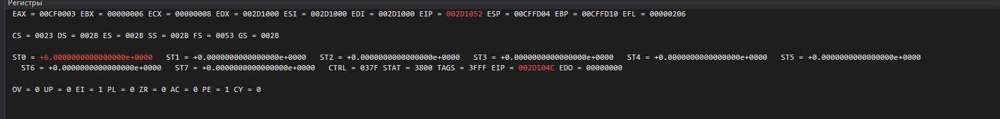 Регистры
EAX = 00CF0003 EBX = 00000006 ECX = 00000008 EDX = 002D1000 ESI = 002D1000 EDI = 002D1000 EIP = 002D1052 ESP = 00CFFD04 EBP = 00CFFD10 EFL = 00000206
CS = 0023 DS = 002B ES = 002B SS = 002B FS = 0053 GS = 002B
ST0 = +6.0000000000000000e+0000 ST1 = +0.0000000000000000e+0000 ST2 = +0.0000000000000000e+0000 ST3 = +0.0000000000000000e+0000 ST4 = +0.0000000000000000e+0000 ST5 = +0.0000000000000000e+0000
ST6 = +0.0000000000000000e+0000 ST7 = +0.0000000000000000e+0000 CTRL = 037F STAT = 3800 TAGS = 3FFF EIP = 002D104C EDO = 00000000
OV = 0 UP = 0 EI = 1 PL = 0 ZR = 0 AC = 0 PE = 1 CY = 0